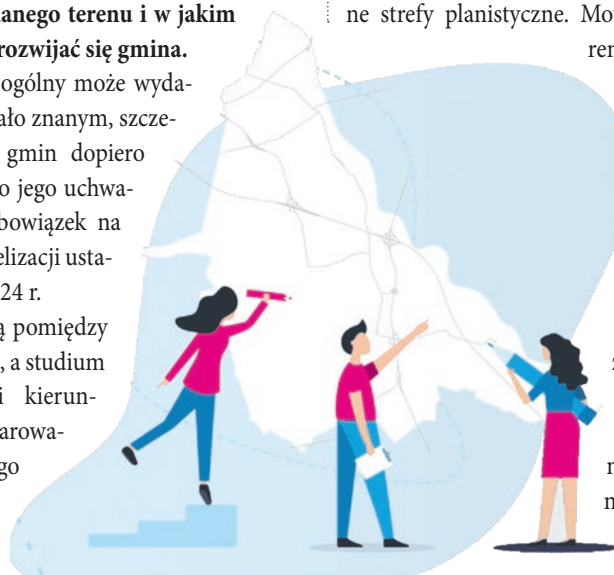 danego terenu i w jakim
rozwijać się gmina.
ogólny może wyda-
ało znanym, szcze-
gmin dopiero
o jego uchwa-
bowiązek na
elizacji usta-
24 r.
ą pomiędzy
, a studium
i kierun-
arowa-
go
ne strefy planistyczne. Mo
ren